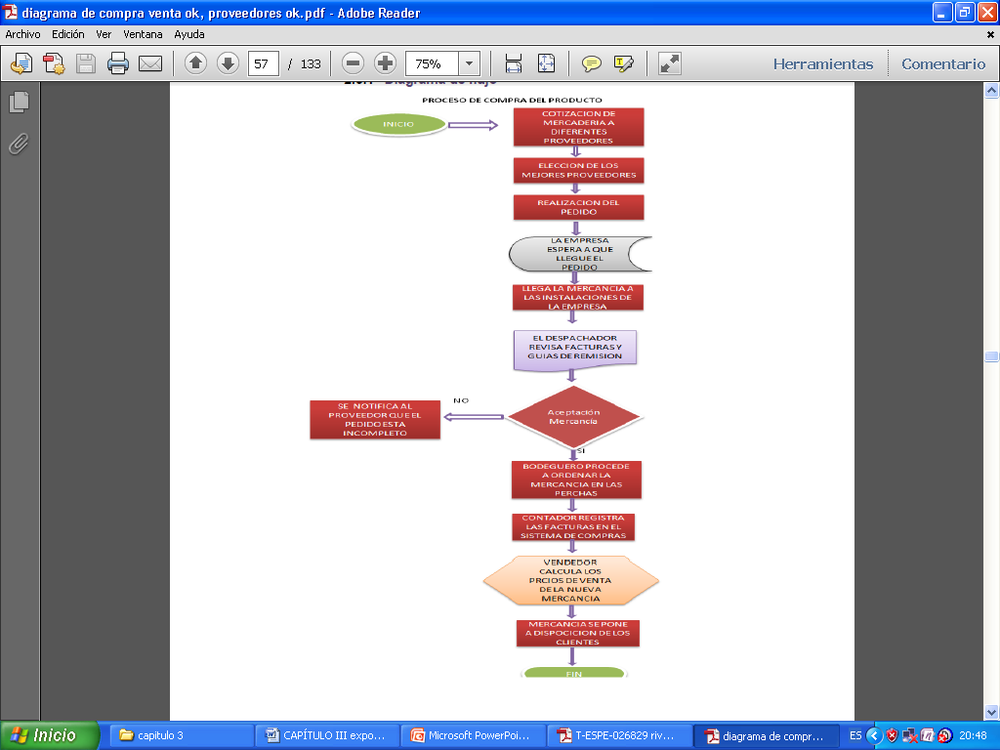 diagrama de compra venta ok, proveedores ok.pdf - Adobe Reader
Archivo Edición Ver Ventana Ayuda
57 / 133 75% Herramientas Comentario
PROCESO DE COMPRA DEL PRODUCTO
INICIO
COTIZACION DE
MERCADERIA A
DIFERENTES
PROVEEDORES
ELECCION DE LOS
MEJORES PROVEEDORES
REALIZACION DEL
PEDIDO
LA EMPRESA
ESPERA A QUE
LLEGUE EL
PEDIDO
LLEGA LA MERCANCIA A
LAS INSTALACIONES DE
LA EMPRESA
EL DESPACHADOR
REVISA FACTURAS Y
GUIAS DE REMISION
Aceptación
Mercancía
NO
SE NOTIFICA AL
PROVEEDOR QUE EL
PEDIDO ESTA
INCOMPLETO
SI
BODEGUERO PROCEDE
A ORDENAR LA
MERCANCIA EN LAS
PERCHAS
CONTADOR REGISTRA
LAS FACTURAS EN EL
SISTEMA DE COMPRAS
VENDEDOR
CALCULA LOS
PRCIOS DE VENTA
DE LA NUEVA
MERCANCIA
MERCANCIA SE PONE
A DISPOCICION DE LOS
CLIENTES
FIN
Inicio
capitulo 3
CAPÍTULO III expo...
Microsoft PowerPoi...
T-ESPE-026829 riv...
diagrama de compr...
ES
20:48